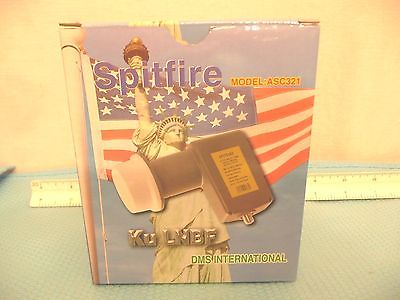 Spitfire
MODEL:ASC321
Ku LNBF
DMS INTERNATIONAL